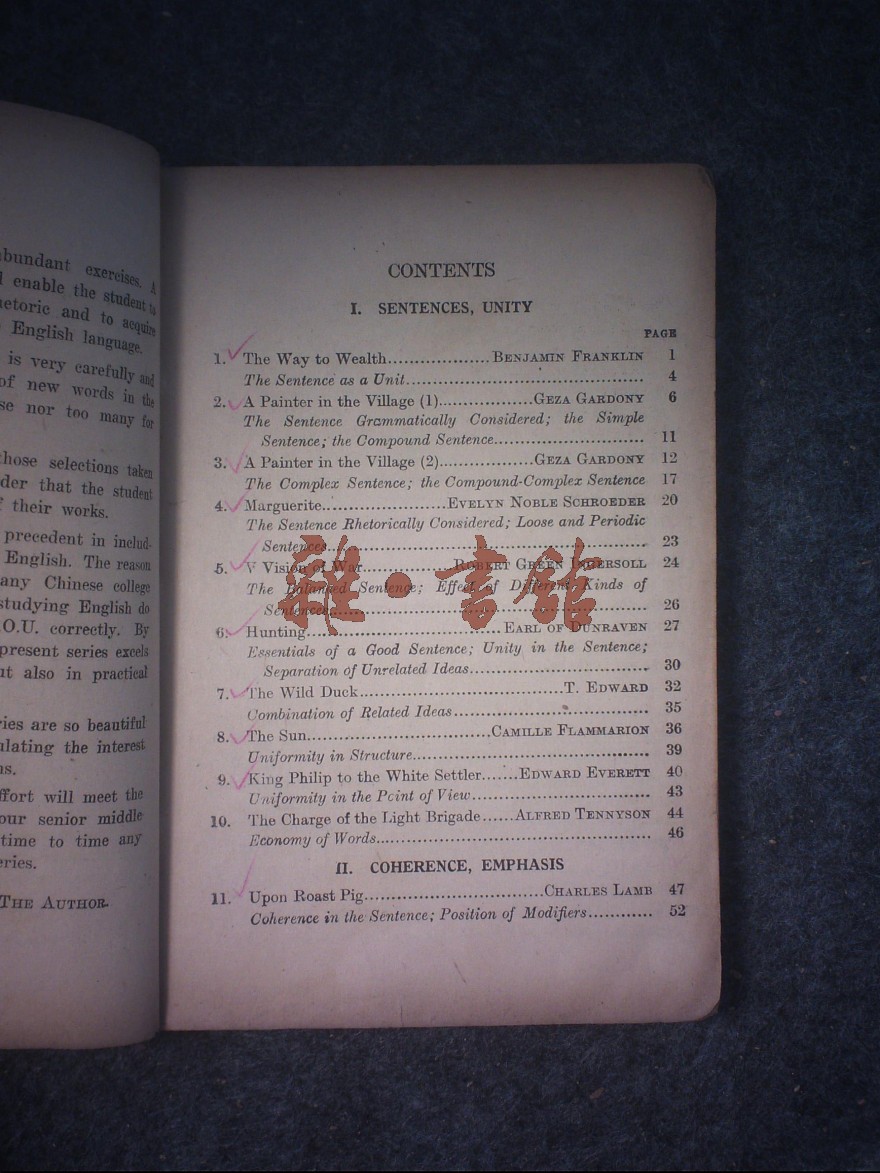 bundant exercises. A
enable the student to
etoric and to acquire
English language.
is very carefully and
of new words in the
se nor too many for
hose selections taken
der that the student
their works.
precedent in includ-
English. The reason
any Chinese college
studying English do
O.U. correctly. By
present series excels
ut also in practical
ries are so beautiful
ulating the interest
ns.
ffort will meet the
our senior middle
time to time any
eries.
THE AUTHOR.
CONTENTS
I. SENTENCES, UNITY
PAGE
1. The Way to Wealth....................BENJAMIN FRANKLIN 1
The Sentence as a Unit............................................ 4
2. A Painter in the Village (1)..................GEZA GARDONY 6
The Sentence Grammatically Considered; the Simple
Sentence; the Compound Sentence............................ 11
3. A Painter in the Village (2)..................GEZA GARDONY 12
The Complex Sentence; the Compound-Complex Sentence 17
4. Marguerite........................EVELYN NOBLE SCHROEDER 20
The Sentence Rhetorically Considered; Loose and Periodic
Sentences............................................................ 23
5. V Vision of War.................ROBERT GREEN INGERSOLL 24
The Balanced Sentence; Effect of Different Kinds of
Sentences............................................................ 26
6. Hunting.....................................EARL OF DUNRAVEN 27
Essentials of a Good Sentence; Unity in the Sentence;
Separation of Unrelated Ideas.................................. 30
7. The Wild Duck.......................................T. EDWARD 32
Combination of Related Ideas..................................... 35
8. The Sun...................................CAMILLE FLAMMARION 36
Uniformity in Structure............................................. 39
9. King Philip to the White Settler.......EDWARD EVERETT 40
Uniformity in the Point of View.................................. 43
10. The Charge of the Light Brigade......ALFRED TENNYSON 44
Economy of Words.................................................... 46
II. COHERENCE, EMPHASIS
11. Upon Roast Pig..................................CHARLES LAMB 47
Coherence in the Sentence; Position of Modifiers............ 52
雜·書館